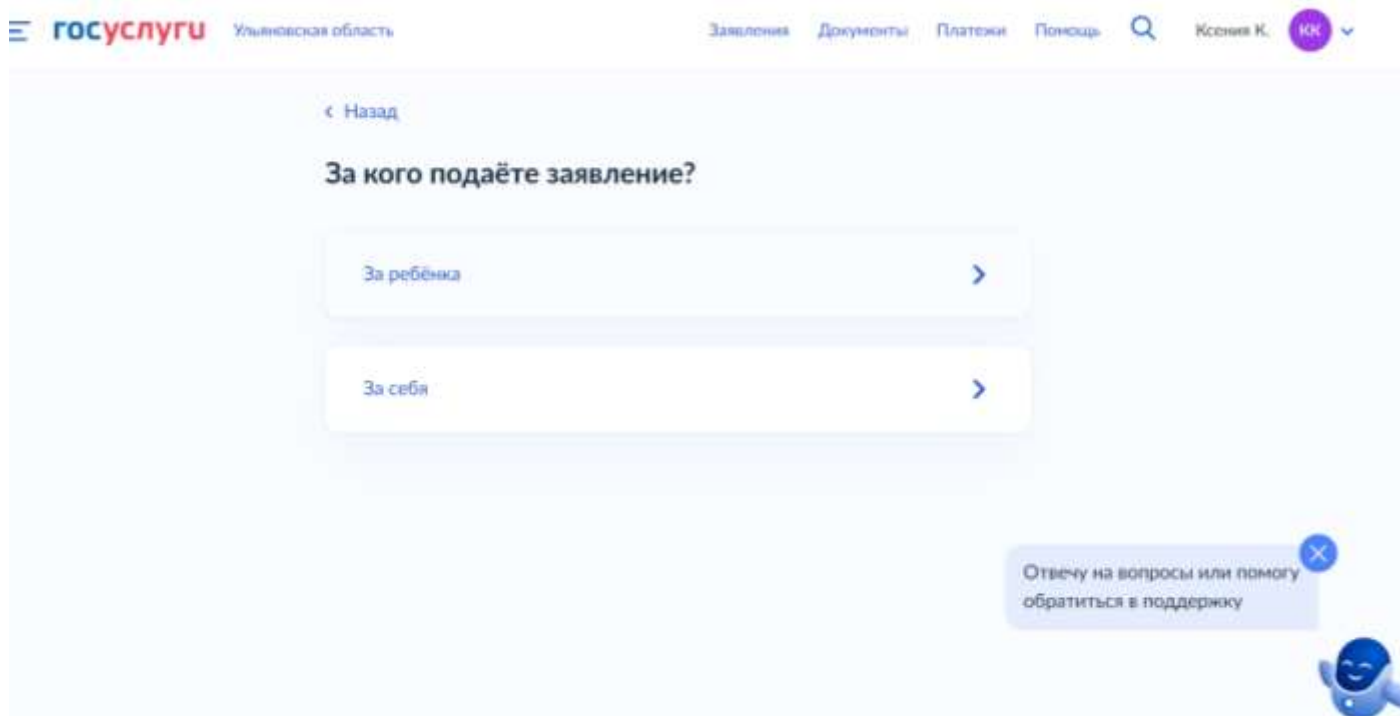 госуслуги Ульяновская область Заявления Документы Платежи Помощь Ксения К. КК
Назад
За кого подаёте заявление?
За ребёнка
За себя
Отвечу на вопросы или помогу
обратиться в поддержку